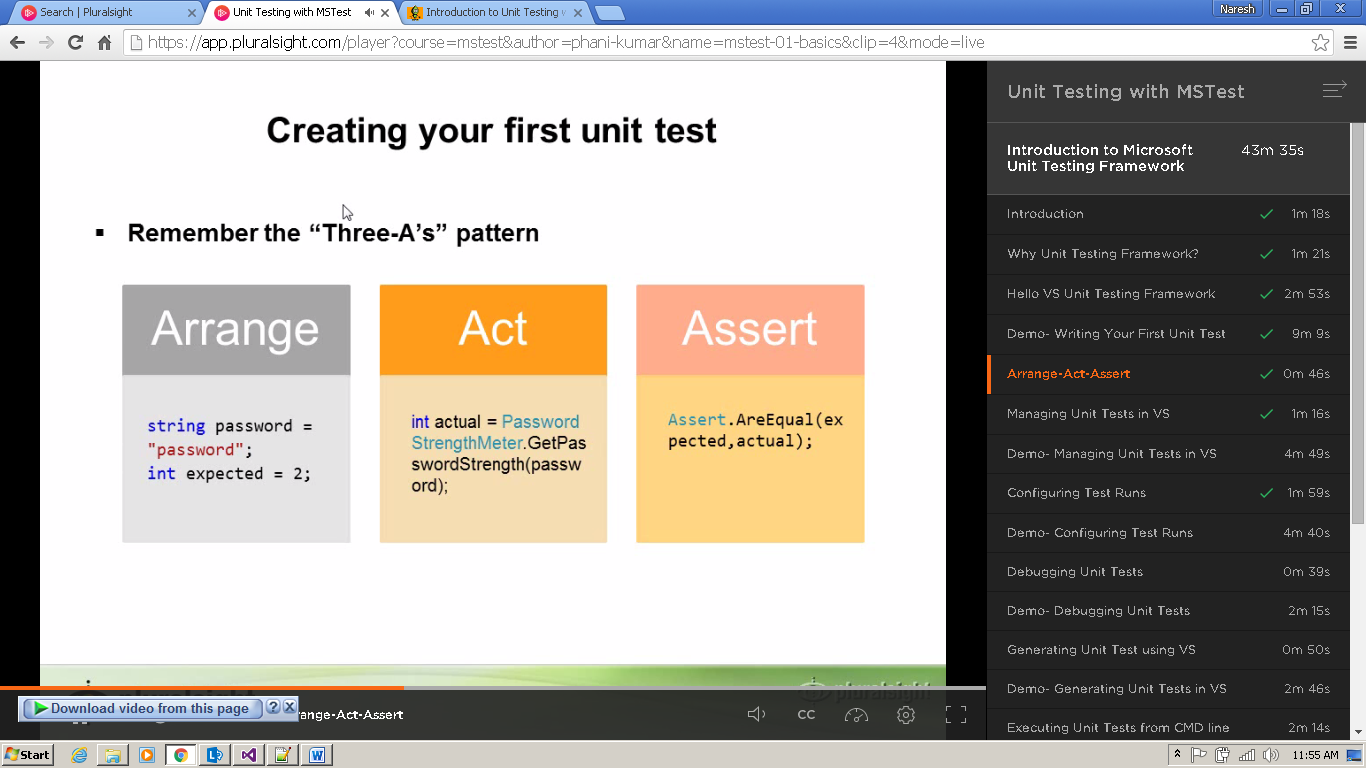 Search | Pluralsight
Unit Testing with MSTest
Introduction to Unit Testing
Naresh
https://app.pluralsight.com/player?course=mstest&author=phani-kumar&name=mstest-01-basics&clip=4&mode=live
Creating your first unit test
Remember the “Three-A’s” pattern
Arrange
string password =
"password";
int expected = 2;
Act
int actual = Password
StrengthMeter.GetPas
swordStrength(passw
ord);
Assert
Assert.AreEqual(ex
pected,actual);
pluralsight
pluralsight
Download video from this page
?
range-Act-Assert
CC
Unit Testing with MSTest
Introduction to Microsoft
Unit Testing Framework
43m 35s
Introduction 1m 18s
Why Unit Testing Framework? 1m 21s
Hello VS Unit Testing Framework 2m 53s
Demo- Writing Your First Unit Test 9m 9s
Arrange-Act-Assert 0m 46s
Managing Unit Tests in VS 1m 16s
Demo- Managing Unit Tests in VS 4m 49s
Configuring Test Runs 1m 59s
Demo- Configuring Test Runs 4m 40s
Debugging Unit Tests 0m 39s
Demo- Debugging Unit Tests 2m 15s
Generating Unit Test using VS 0m 50s
Demo- Generating Unit Tests in VS 2m 46s
Executing Unit Tests from CMD line 2m 14s
Start
11:55 AM